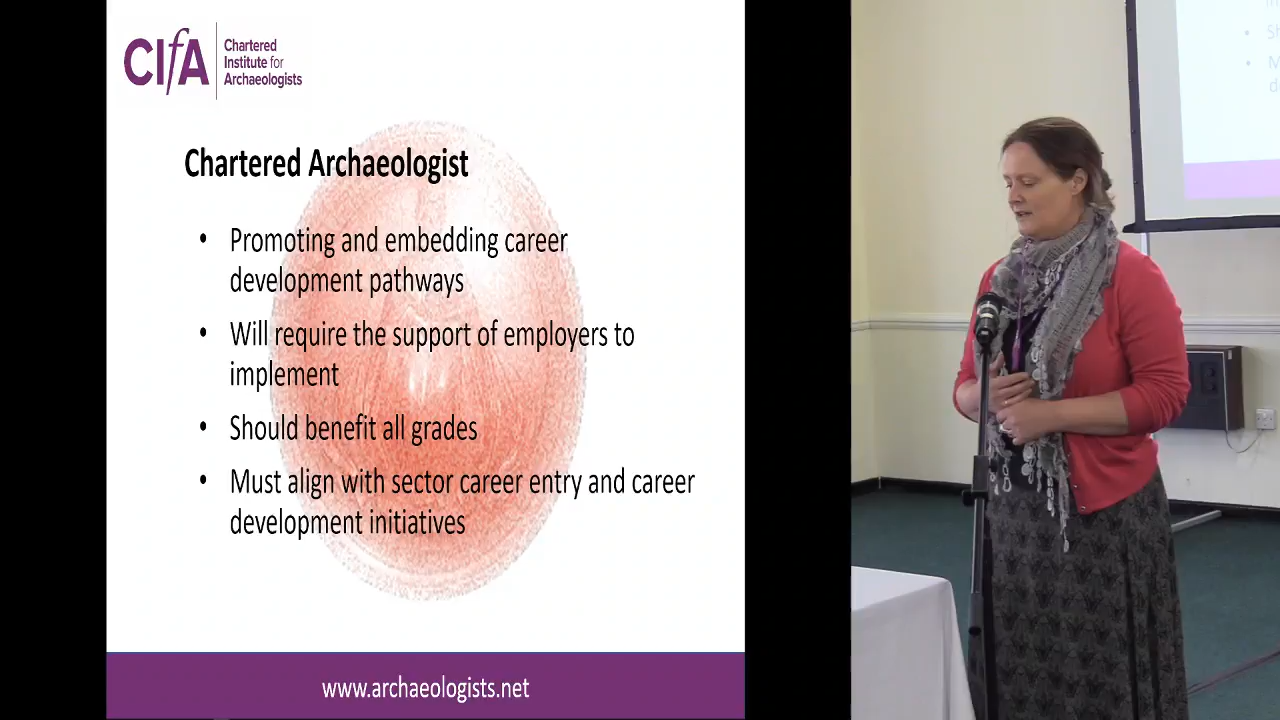 CIfA
Chartered
Institute for
Archaeologists
Chartered Archaeologist
• Promoting and embedding career
development pathways
• Will require the support of employers to
implement
• Should benefit all grades
• Must align with sector career entry and career
development initiatives
www.archaeologists.net